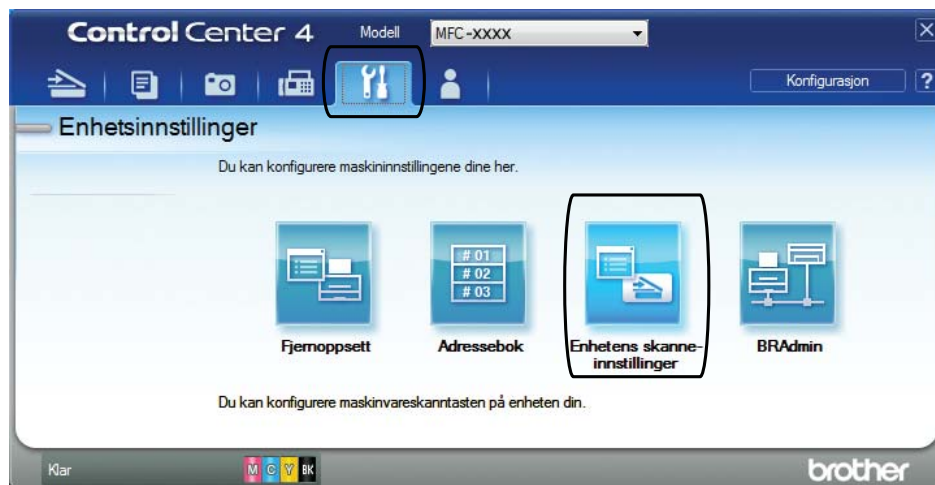 Control Center 4 Modell MFC-XXXX
Konfigurasjon ?
Enhetsinnstillinger
Du kan konfigurere maskininnstillingene dine her.
# 01
# 02
# 03
Fjernoppsett Adressebok Enhetens skanne- BRAdmin
innstillinger
Du kan konfigurere maskinvareskanntasten på enheten din.
Klar M C Y BK brother